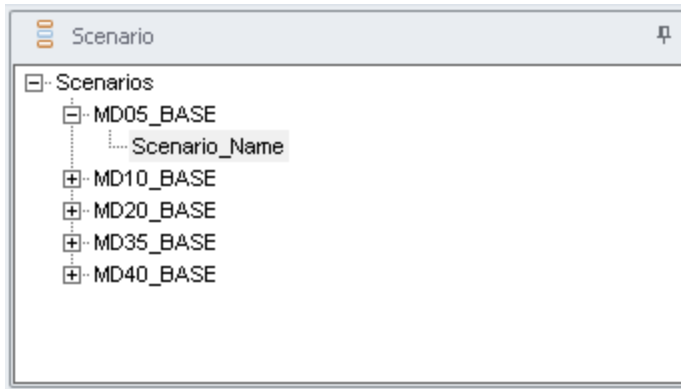 Scenario
Scenarios
MD05_BASE
Scenario_Name
MD10_BASE
MD20_BASE
MD35_BASE
MD40_BASE